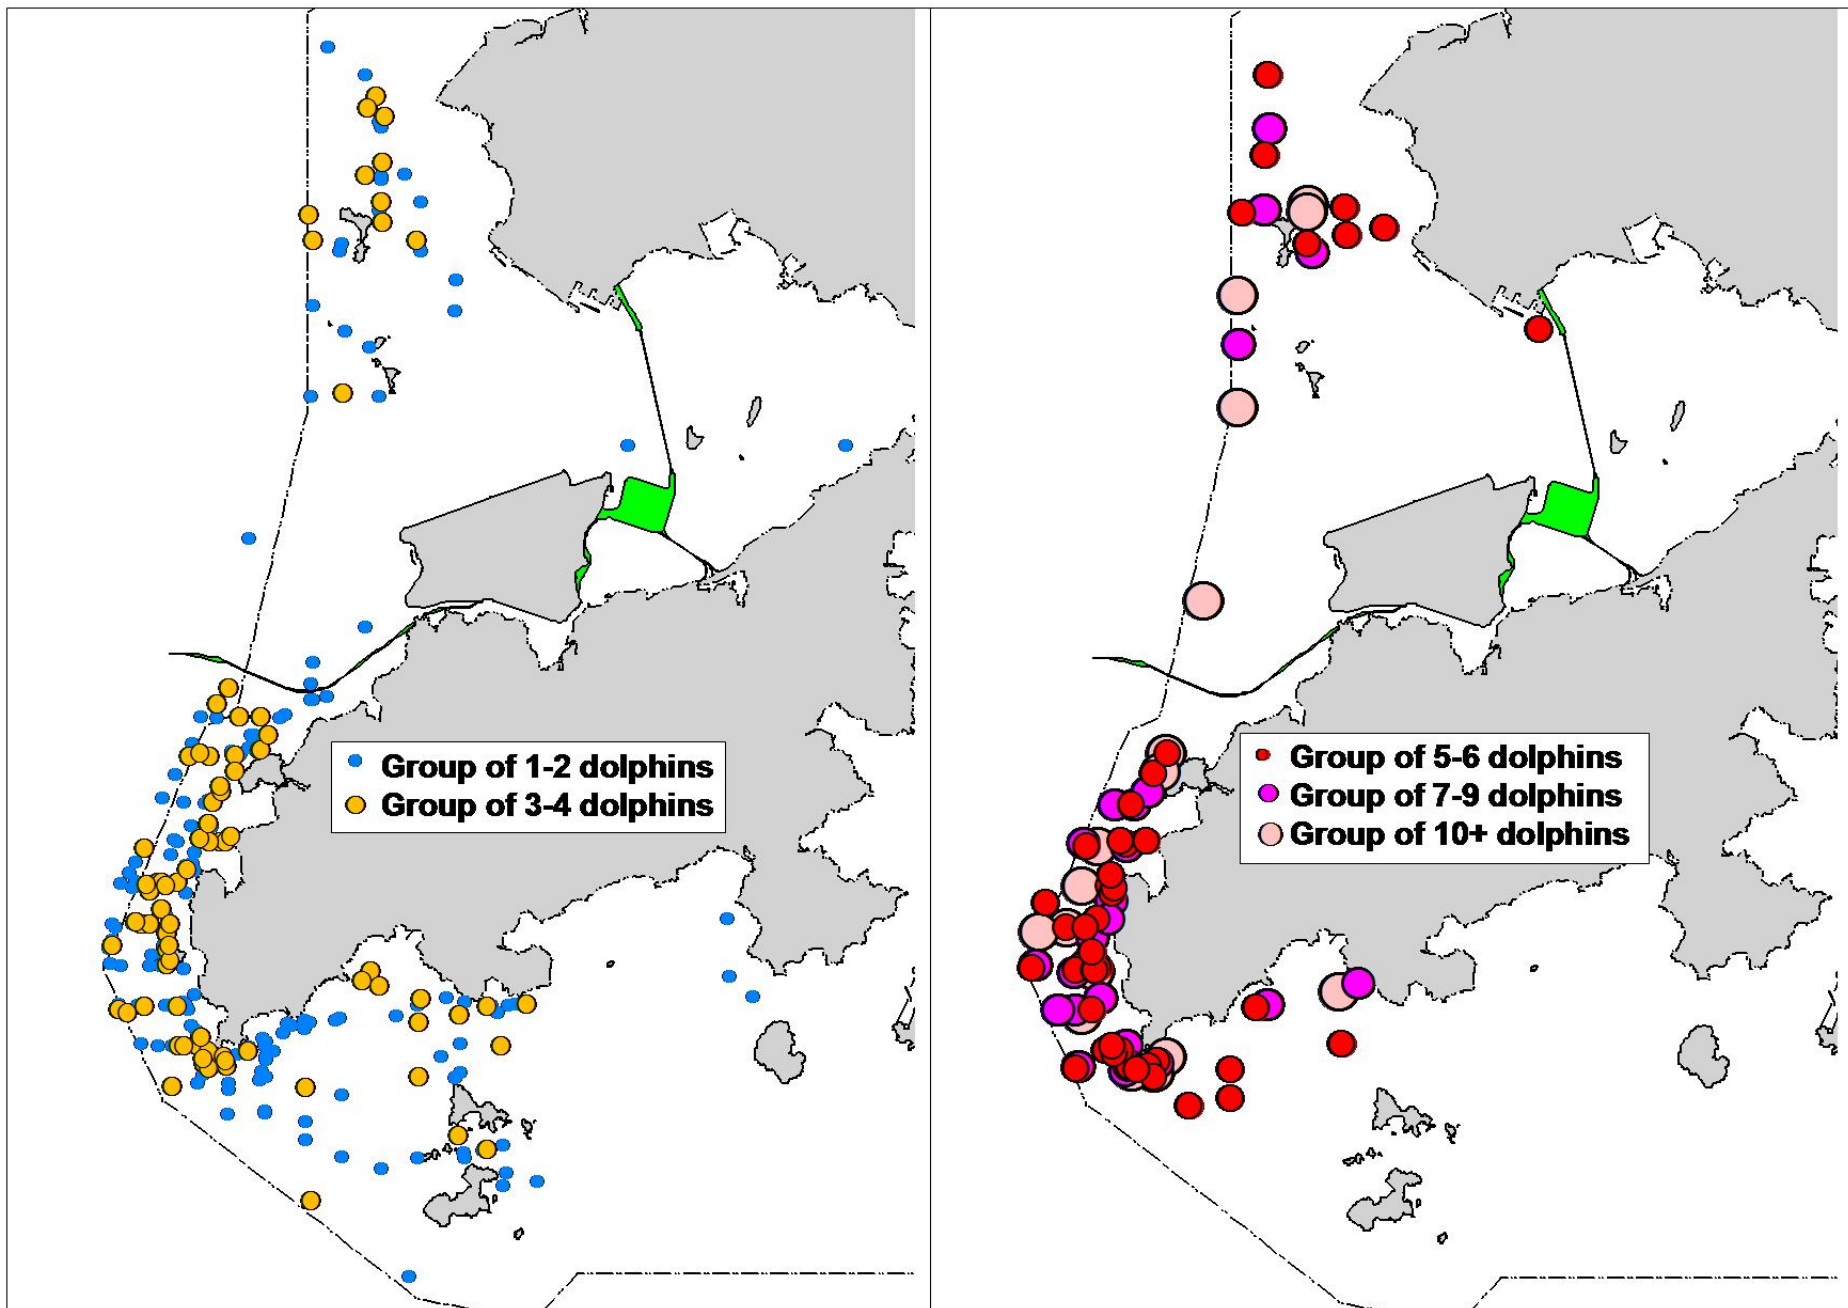 Group of 1-2 dolphins
Group of 3-4 dolphins
Group of 5-6 dolphins
Group of 7-9 dolphins
Group of 10+ dolphins